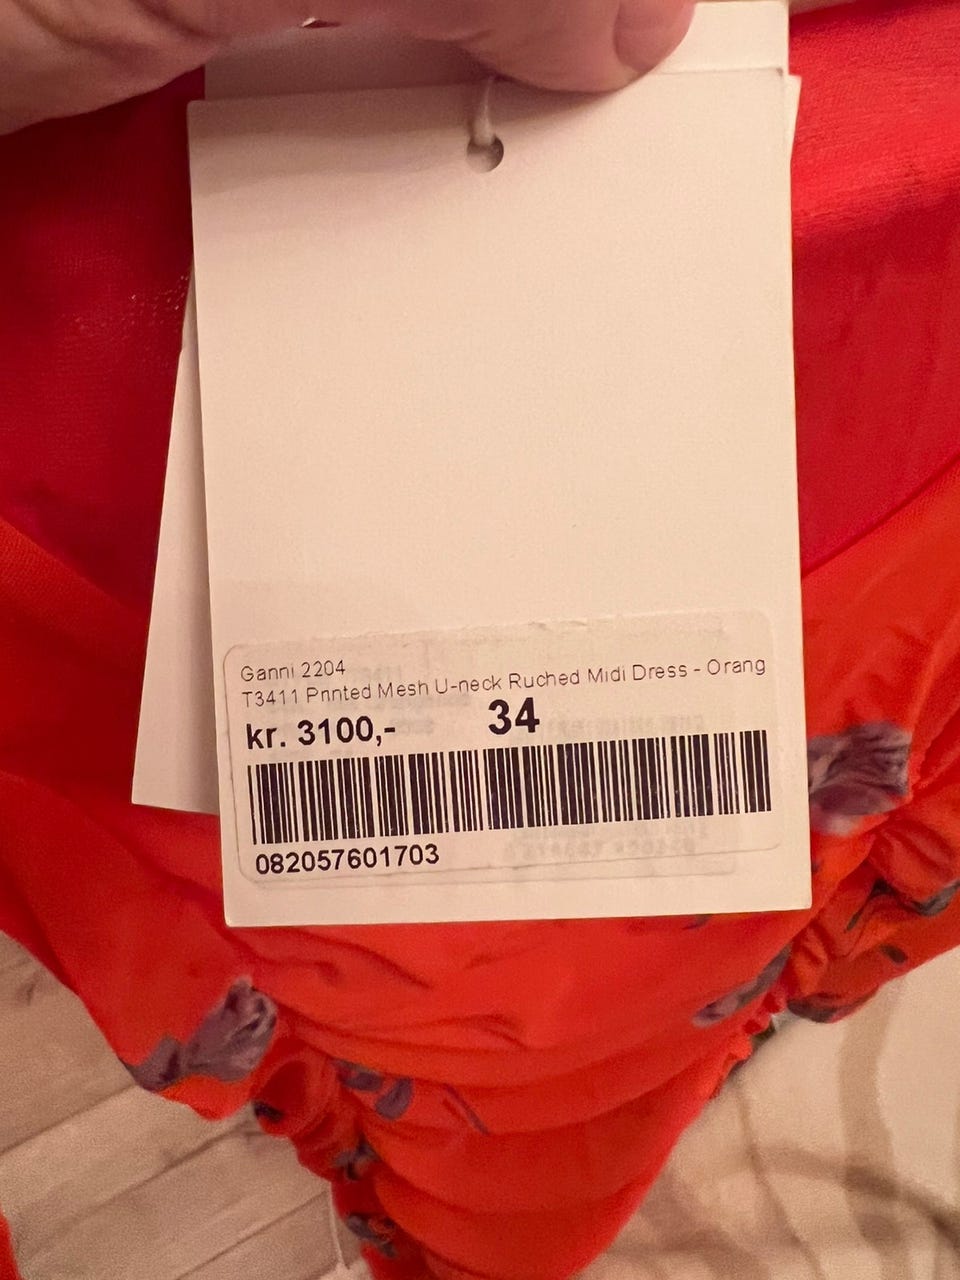 Ganni 2204
T3411 Printed Mesh U-neck Ruched Midi Dress - Orang
kr. 3100,- 34
082057601703